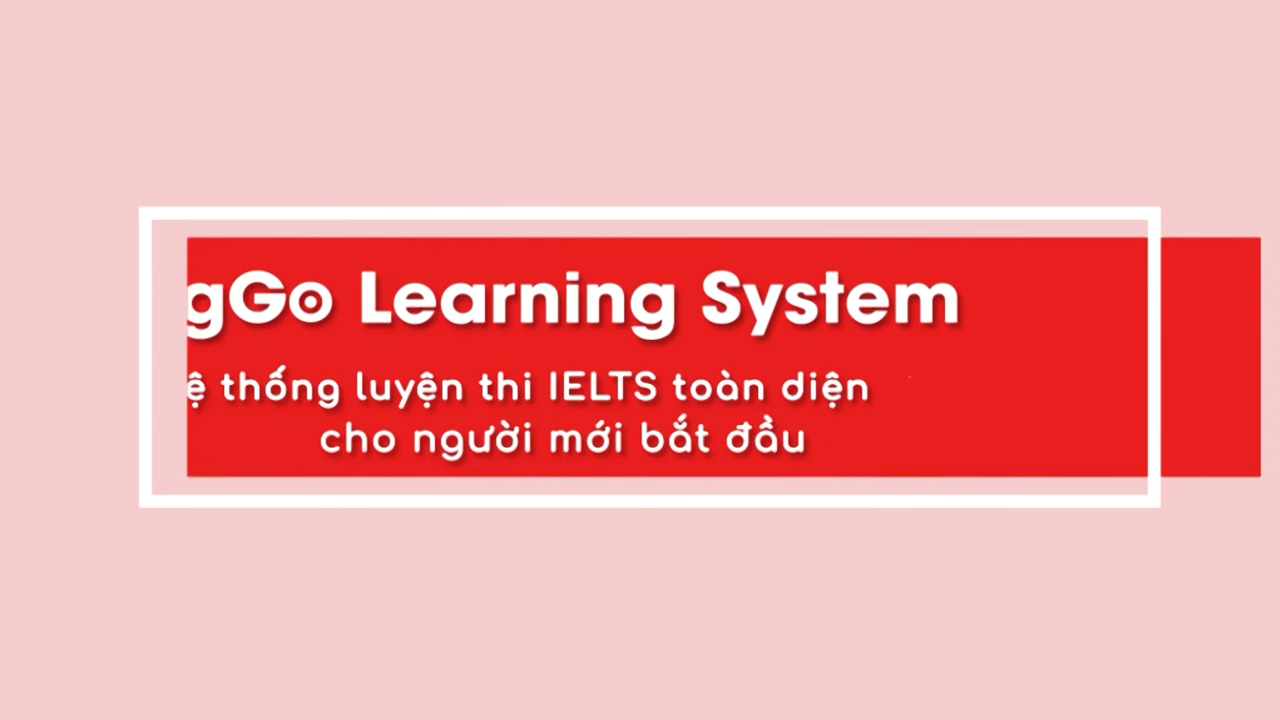 gGo Learning System
ệ thống luyện thi IELTS toàn diện
cho người mới bắt đầu